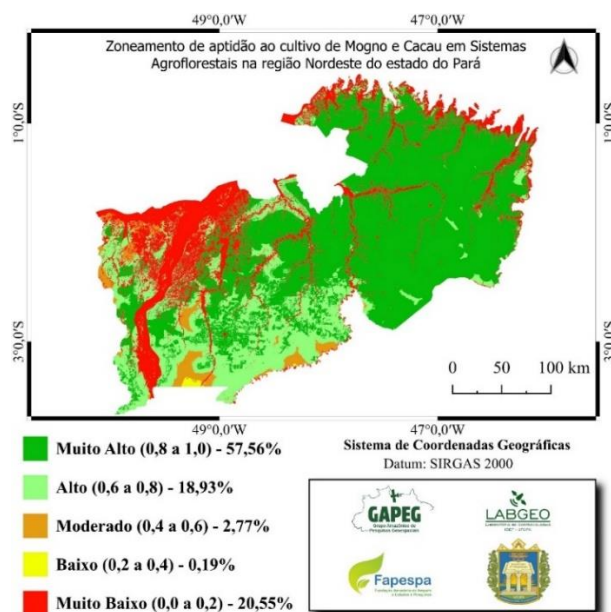 49°0,0'W 47°0,0'W
Zoneamento de aptidão ao cultivo de Mogno e Cacau em Sistemas
Agroflorestais na região Nordeste do estado do Pará
1°0,0'S 1°0,0'S
3°0,0'S 3°0,0'S
0 50 100 km
49°0,0'W 47°0,0'W
Muito Alto (0,8 a 1,0) - 57,56%
Alto (0,6 a 0,8) - 18,93%
Moderado (0,4 a 0,6) - 2,77%
Baixo (0,2 a 0,4) - 0,19%
Muito Baixo (0,0 a 0,2) - 20,55%
Sistema de Coordenadas Geográficas
Datum: SIRGAS 2000
GAPEG
LABGEO
Fapespa